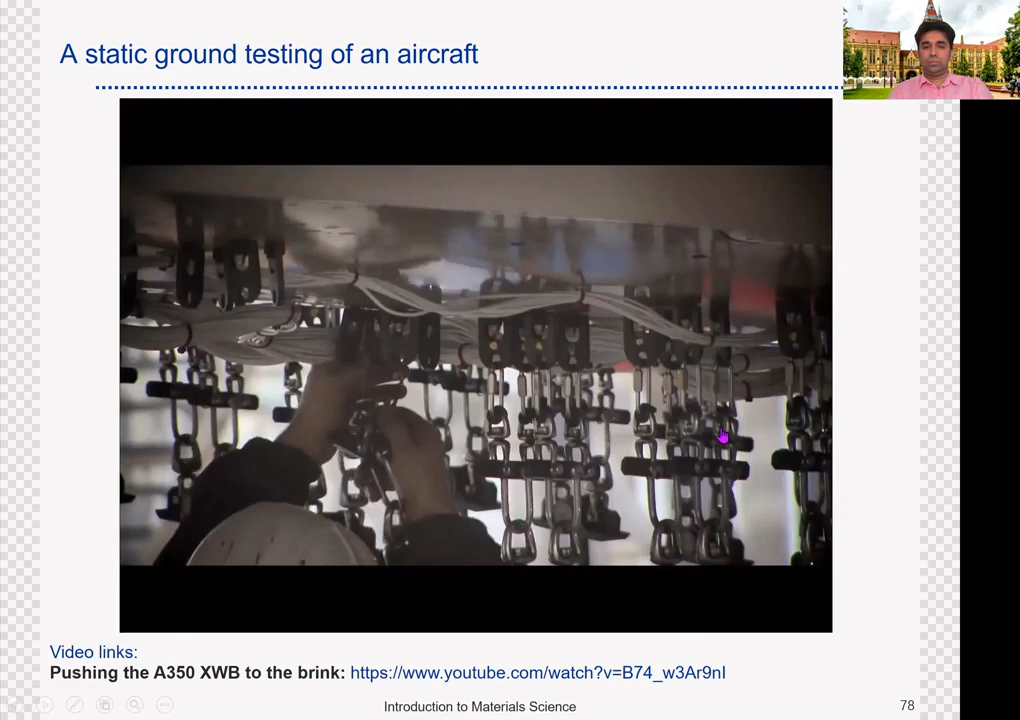 A static ground testing of an aircraft
Video links:
Pushing the A350 XWB to the brink: https://www.youtube.com/watch?v=B74_w3Ar9nI
Introduction to Materials Science
78